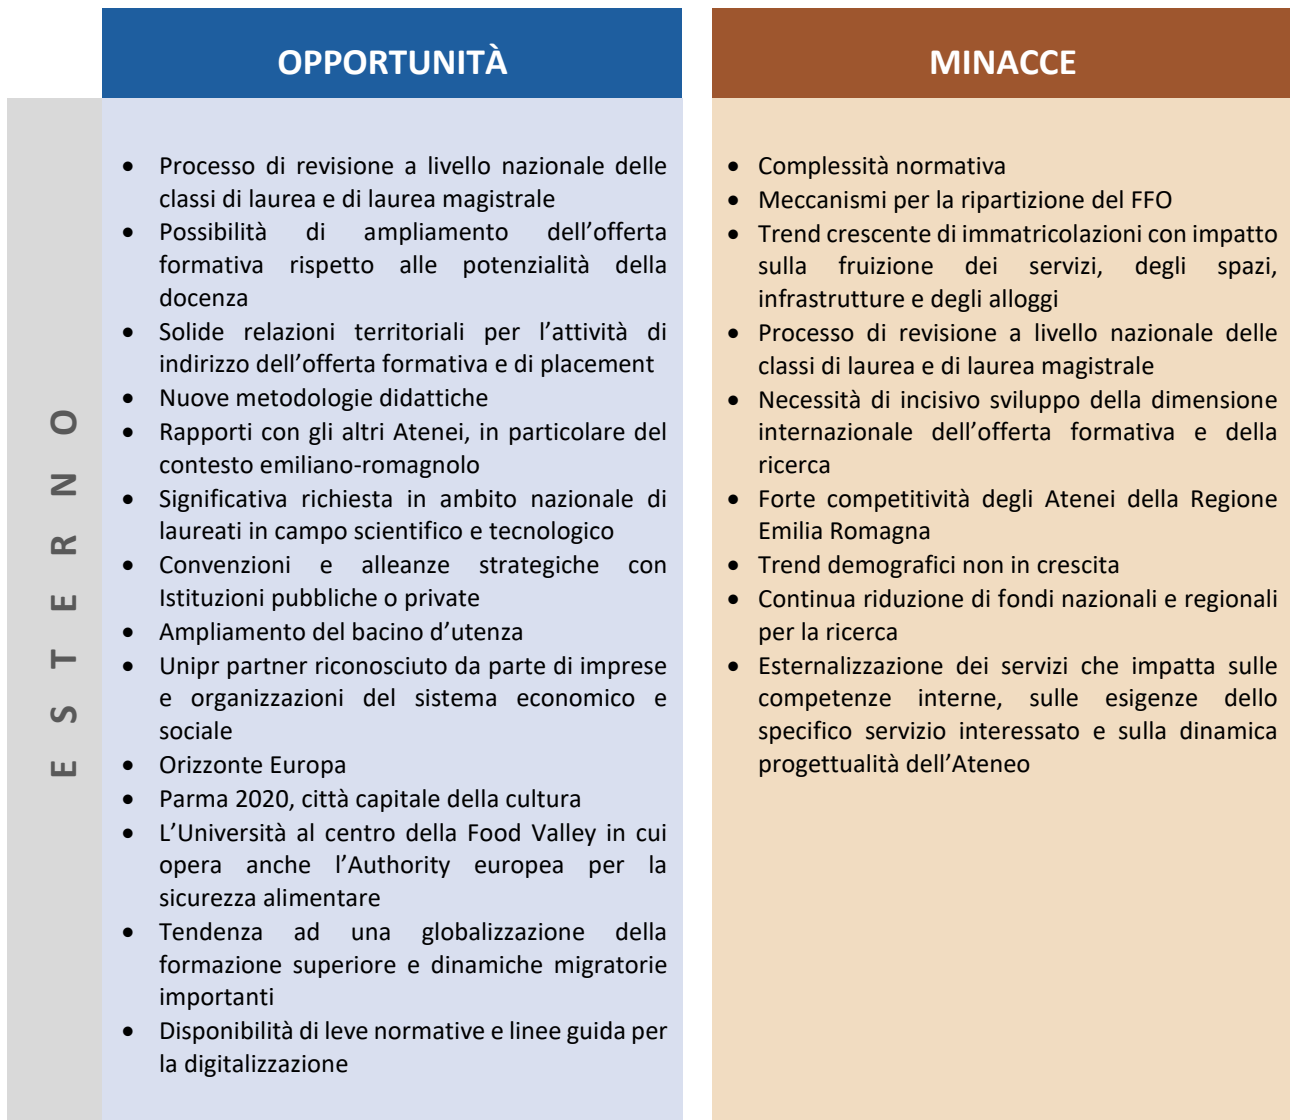 OPPORTUNITÀ
• Processo di revisione a livello nazionale delle
classi di laurea e di laurea magistrale
• Possibilità di ampliamento dell’offerta
formativa rispetto alle potenzialità della
docenza
• Solide relazioni territoriali per l’attività di
indirizzo dell’offerta formativa e di placement
• Nuove metodologie didattiche
• Rapporti con gli altri Atenei, in particolare del
contesto emiliano-romagnolo
• Significativa richiesta in ambito nazionale di
laureati in campo scientifico e tecnologico
• Convenzioni e alleanze strategiche con
Istituzioni pubbliche o private
• Ampliamento del bacino d’utenza
• Unipr partner riconosciuto da parte di imprese
e organizzazioni del sistema economico e
sociale
• Orizzonte Europa
• Parma 2020, città capitale della cultura
• L’Università al centro della Food Valley in cui
opera anche l’Authority europea per la
sicurezza alimentare
• Tendenza ad una globalizzazione della
formazione superiore e dinamiche migratorie
importanti
• Disponibilità di leve normative e linee guida per
la digitalizzazione
MINACCE
• Complessità normativa
• Meccanismi per la ripartizione del FFO
• Trend crescente di immatricolazioni con impatto
sulla fruizione dei servizi, degli spazi,
infrastrutture e degli alloggi
• Processo di revisione a livello nazionale delle
classi di laurea e di laurea magistrale
• Necessità di incisivo sviluppo della dimensione
internazionale dell’offerta formativa e della
ricerca
• Forte competitività degli Atenei della Regione
Emilia Romagna
• Trend demografici non in crescita
• Continua riduzione di fondi nazionali e regionali
per la ricerca
• Esternalizzazione dei servizi che impatta sulle
competenze interne, sulle esigenze dello
specifico servizio interessato e sulla dinamica
progettualità dell’Ateneo
E S T E R N O